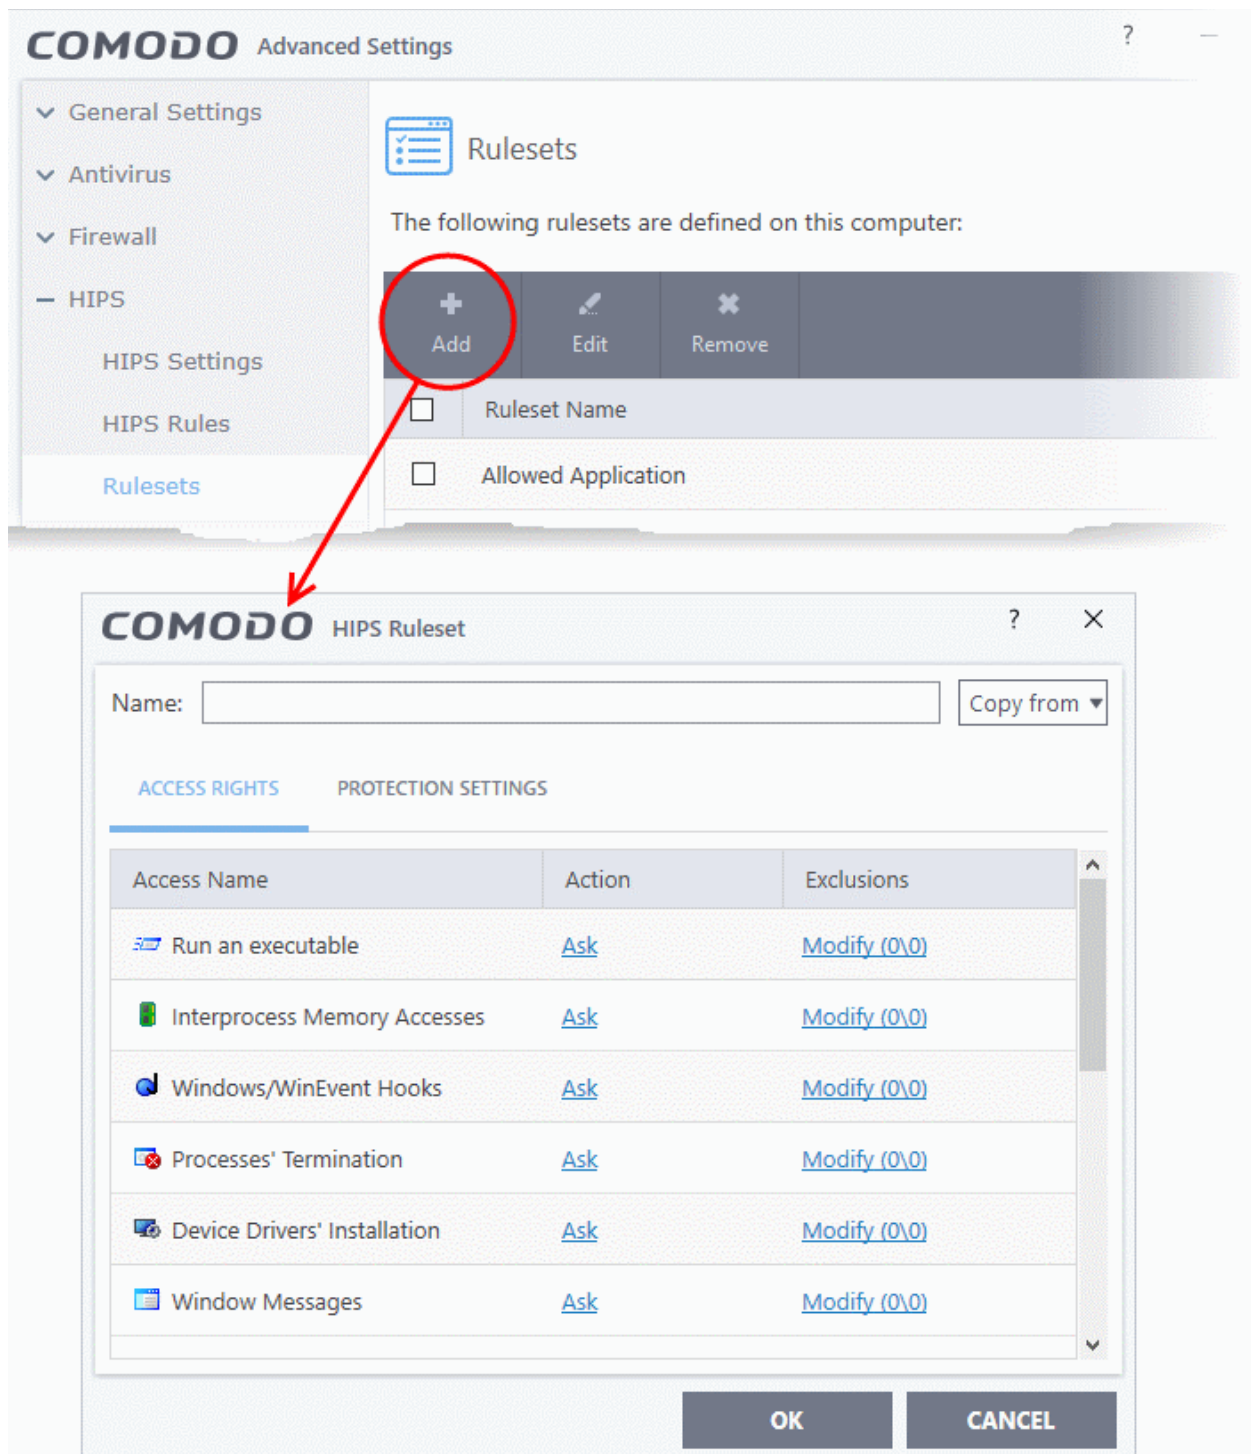 COMODO Advanced Settings ?
General Settings
Antivirus
Firewall
HIPS
HIPS Settings
HIPS Rules
Rulesets
Rulesets
The following rulesets are defined on this computer:
Add Edit Remove
Ruleset Name
Allowed Application
COMODO HIPS Ruleset ?
Name: Copy from
ACCESS RIGHTS PROTECTION SETTINGS
Access Name Action Exclusions
Run an executable Ask Modify (0\0)
Interprocess Memory Accesses Ask Modify (0\0)
Windows/WinEvent Hooks Ask Modify (0\0)
Processes' Termination Ask Modify (0\0)
Device Drivers' Installation Ask Modify (0\0)
Window Messages Ask Modify (0\0)
OK CANCEL